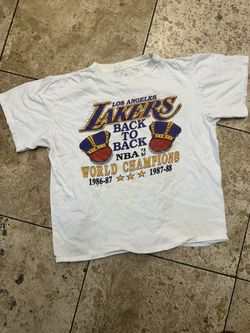 LOS ANGELES
LAKERS
BACK
TO
BACK
NBA
WORLD CHAMPIONS
1986-87 1987-88